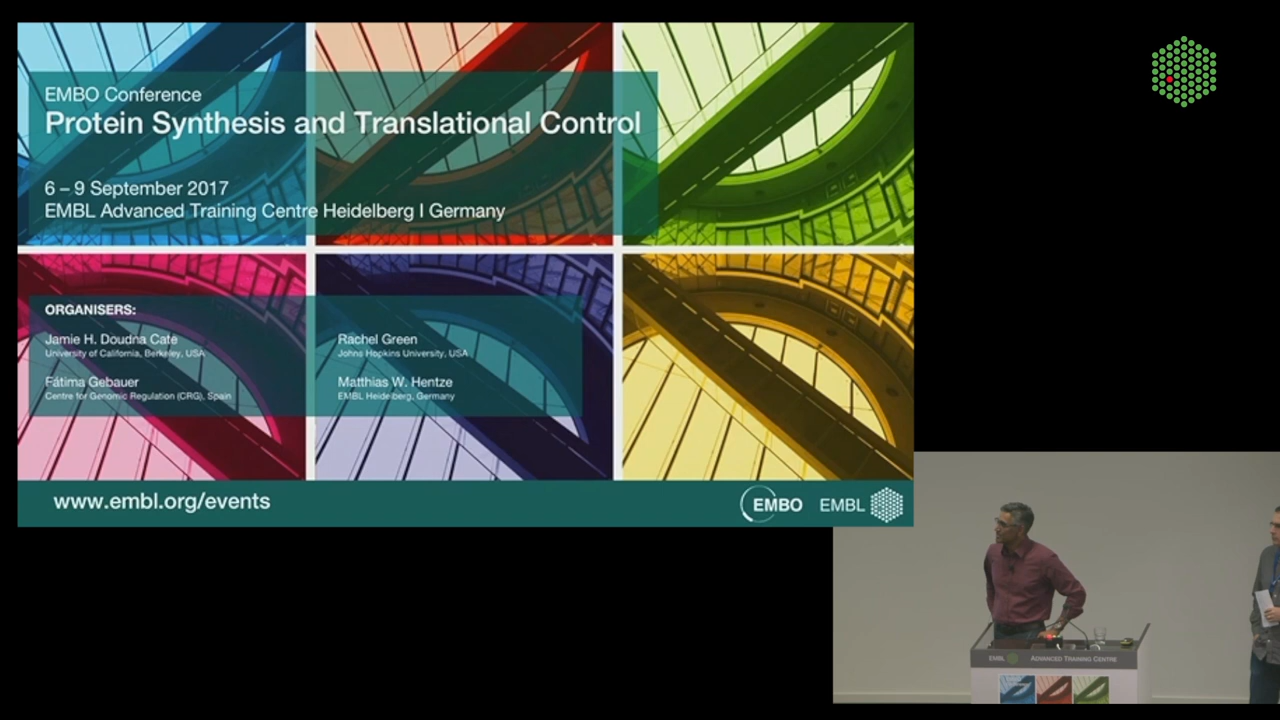 EMBO Conference
Protein Synthesis and Translational Control
6 – 9 September 2017
EMBL Advanced Training Centre Heidelberg I Germany
ORGANISERS:
Jamie H. Doudna Cate
University of California, Berkeley, USA
Fátima Gebauer
Centre for Genomic Regulation (CRG), Spain
Rachel Green
Johns Hopkins University, USA
Matthias W. Hentze
EMBL Heidelberg, Germany
www.embl.org/events
EMBO
EMBL
EMBL ADVANCED TRAINING CENTRE